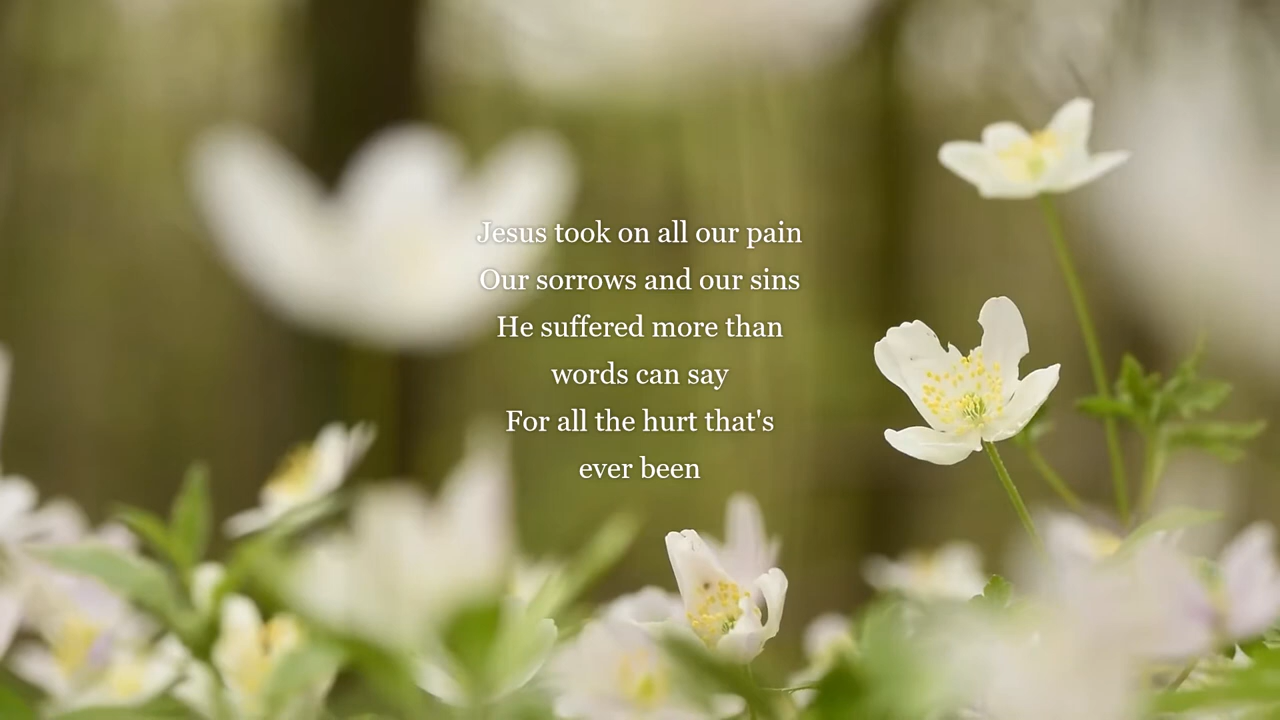 Jesus took on all our pain
Our sorrows and our sins
He suffered more than
words can say
For all the hurt that's
ever been